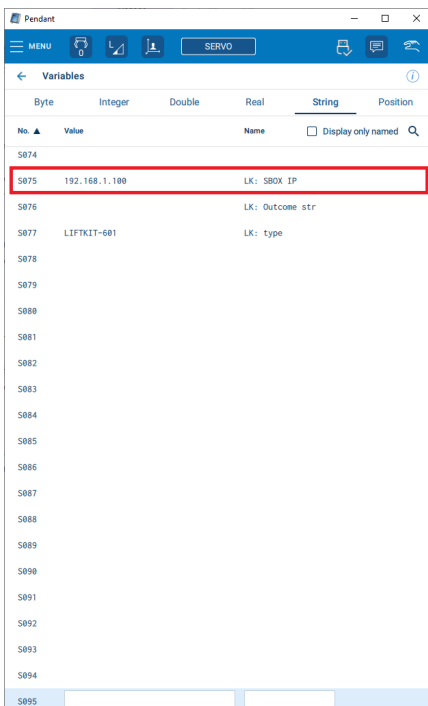 Pendant
MENU 0 SERVO
Variables
Byte Integer Double Real String Position
No. ▲ Value Name Display only named
S074
S075 192.168.1.100 LK: SBOX IP
S076 LK: Outcome str
S077 LIFTKIT-601 LK: type
S078
S079
S080
S081
S082
S083
S084
S085
S086
S087
S088
S089
S090
S091
S092
S093
S094
S095